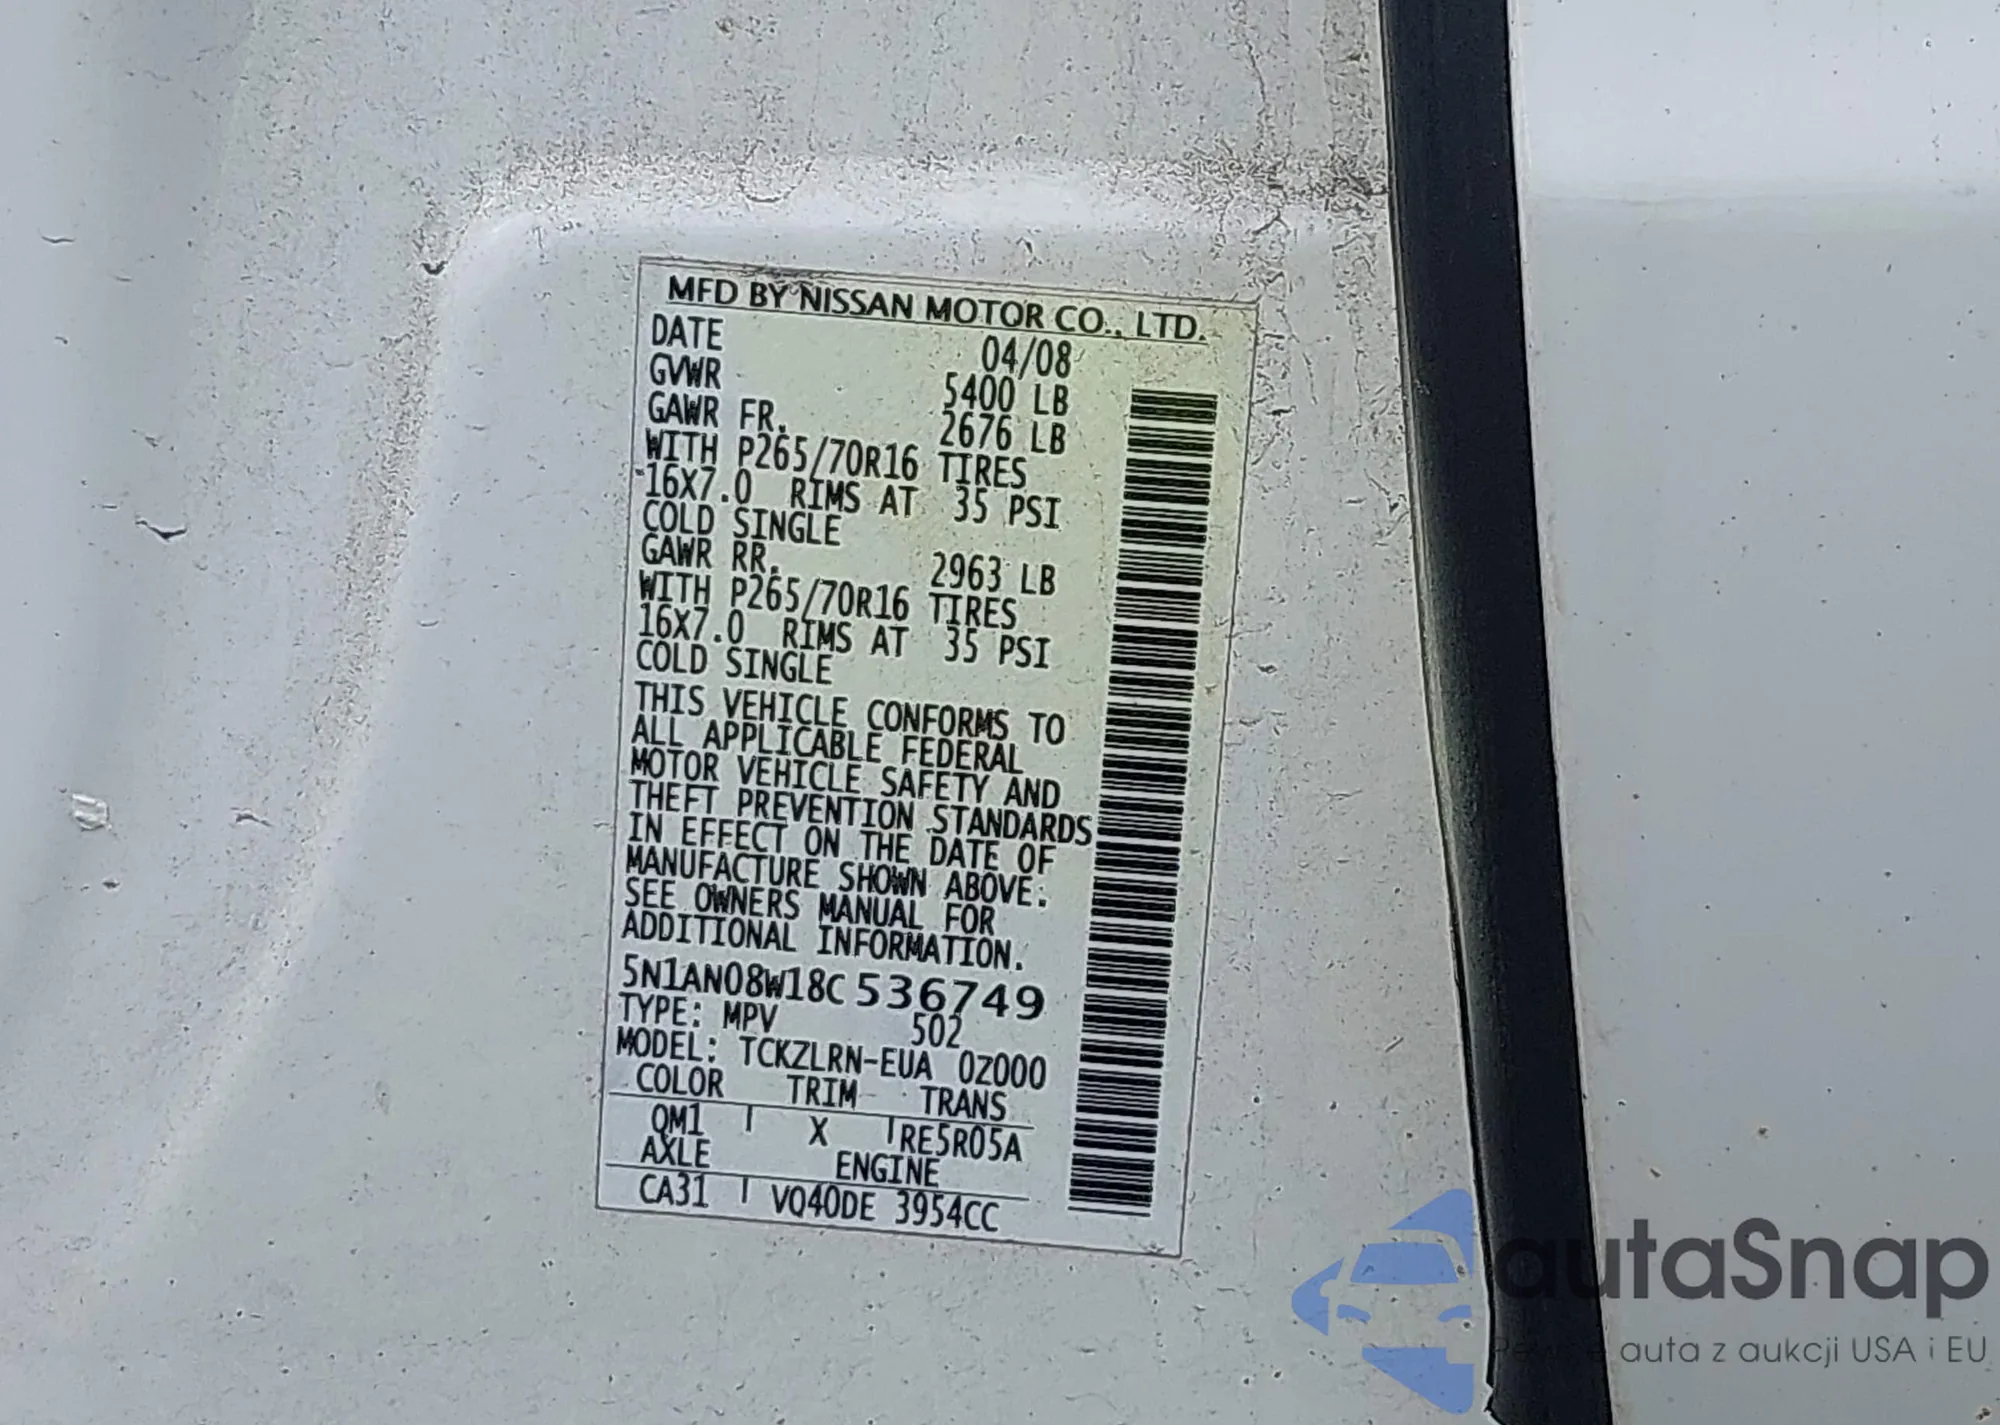 MFD BY NISSAN MOTOR CO., LTD.
DATE 04/08
GVWR 5400 LB
GAWR FR. 2676 LB
WITH P265/70R16 TIRES
16X7.0 RIMS AT 35 PSI
COLD SINGLE
GAWR RR. 2963 LB
WITH P265/70R16 TIRES
16X7.0 RIMS AT 35 PSI
COLD SINGLE
THIS VEHICLE CONFORMS TO
ALL APPLICABLE FEDERAL
MOTOR VEHICLE SAFETY AND
THEFT PREVENTION STANDARDS
IN EFFECT ON THE DATE OF
MANUFACTURE SHOWN ABOVE.
SEE OWNERS MANUAL FOR
ADDITIONAL INFORMATION.
5N1AN08W18C536749
TYPE: MPV 502
MODEL: TCKZLRN-EUA 0Z000
COLOR TRIM TRANS
QM1 X RE5R05A
AXLE ENGINE
CA31 VQ40DE 3954CC
autaSnap
auta z aukcji USA i EU